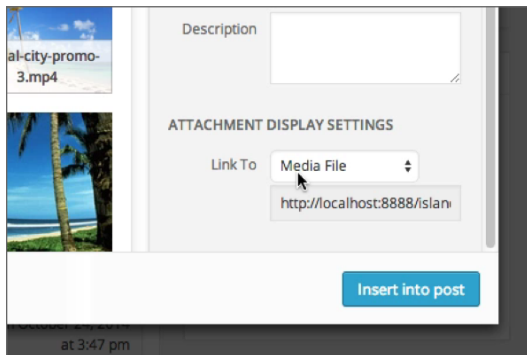 Description
al-city-promo-
3.mp4
ATTACHMENT DISPLAY SETTINGS
Link To
Media File
http://localhost:8888/islan
Insert into post
October 24, 2014
at 3:47 pm